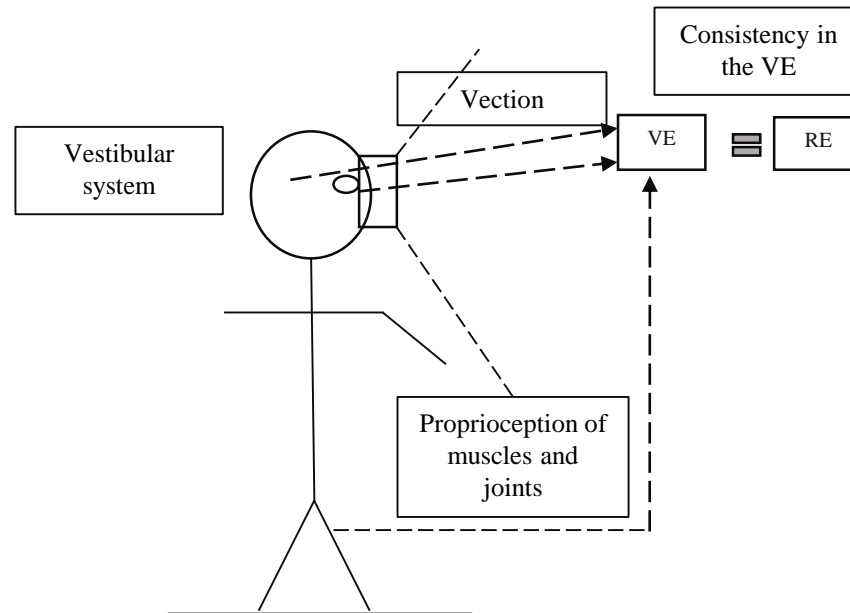 Consistency in
the VE
Vection
VE
RE
Vestibular
system
Proprioception of
muscles and
joints